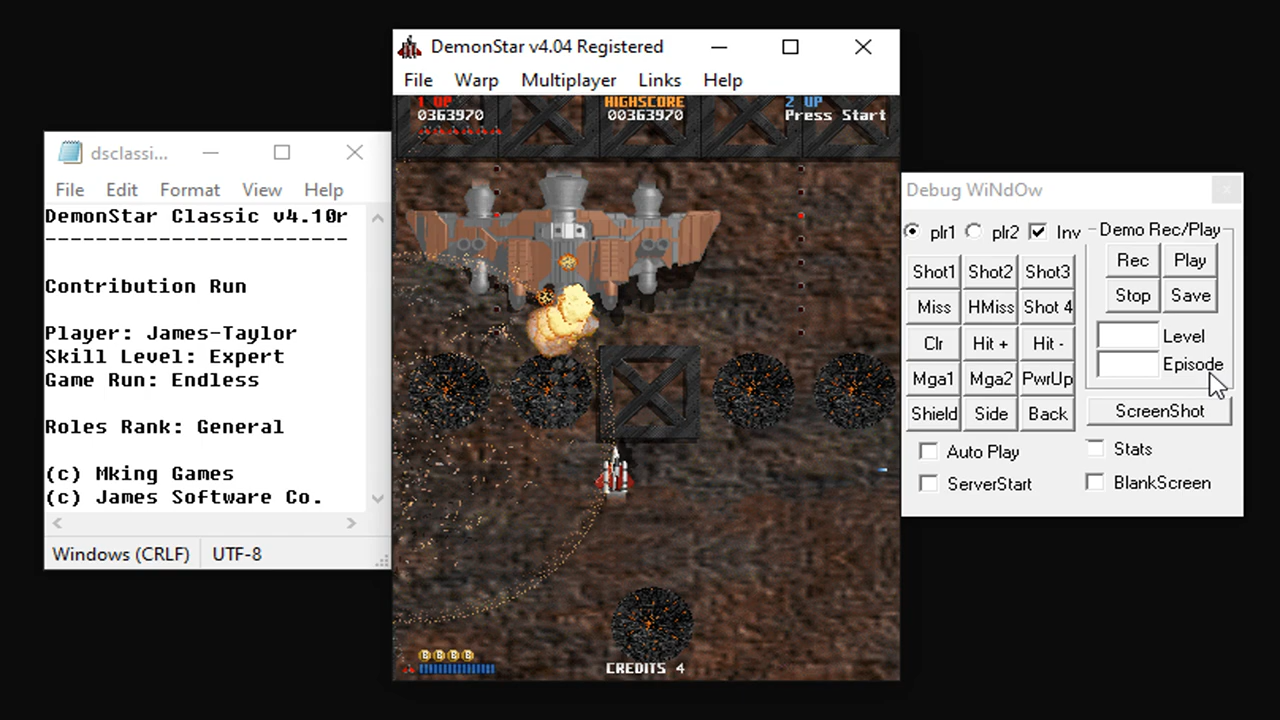 dsclassi...
File Edit Format View Help
DemonStar Classic v4.10r
------------------------
Contribution Run
Player: James-Taylor
Skill Level: Expert
Game Run: Endless
Roles Rank: General
(c) Mking Games
(c) James Software Co.
Windows (CRLF) UTF-8
DemonStar v4.04 Registered
File Warp Multiplayer Links Help
1 UP HIGHSCORE 2 UP
0363970 00363970 Press Start
B B B B
CREDITS 4
Debug WiNdOw
plr1 plr2 Inv
Shot1 Shot2 Shot3
Miss HMiss Shot 4
Clr Hit + Hit -
Mga1 Mga2 PwrUp
Shield Side Back
Auto Play
ServerStart
Demo Rec/Play
Rec Play
Stop Save
Level
Episode
ScreenShot
Stats
BlankScreen